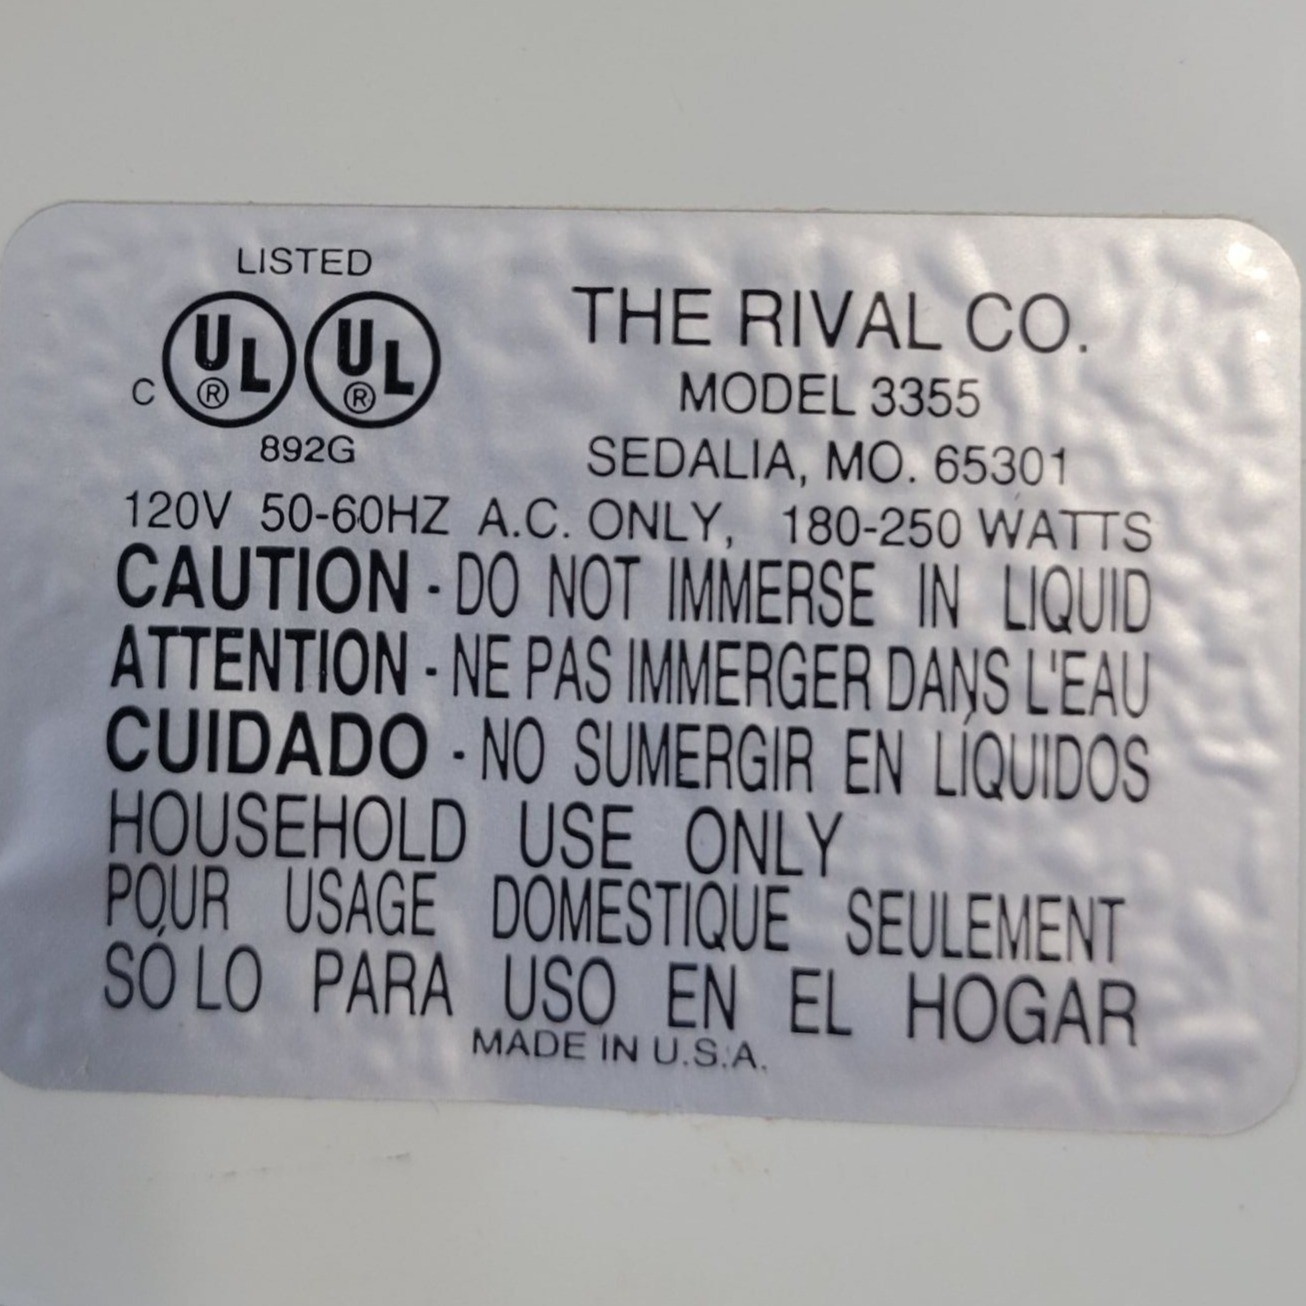 LISTED
C UL® UL®
892G
THE RIVAL CO.
MODEL 3355
SEDALIA, MO. 65301
120V 50-60HZ A.C. ONLY, 180-250 WATTS
CAUTION - DO NOT IMMERSE IN LIQUID
ATTENTION - NE PAS IMMERGER DANS L'EAU
CUIDADO - NO SUMERGIR EN LÍQUIDOS
HOUSEHOLD USE ONLY
POUR USAGE DOMESTIQUE SEULEMENT
SÓLO PARA USO EN EL HOGAR
MADE IN U.S.A.